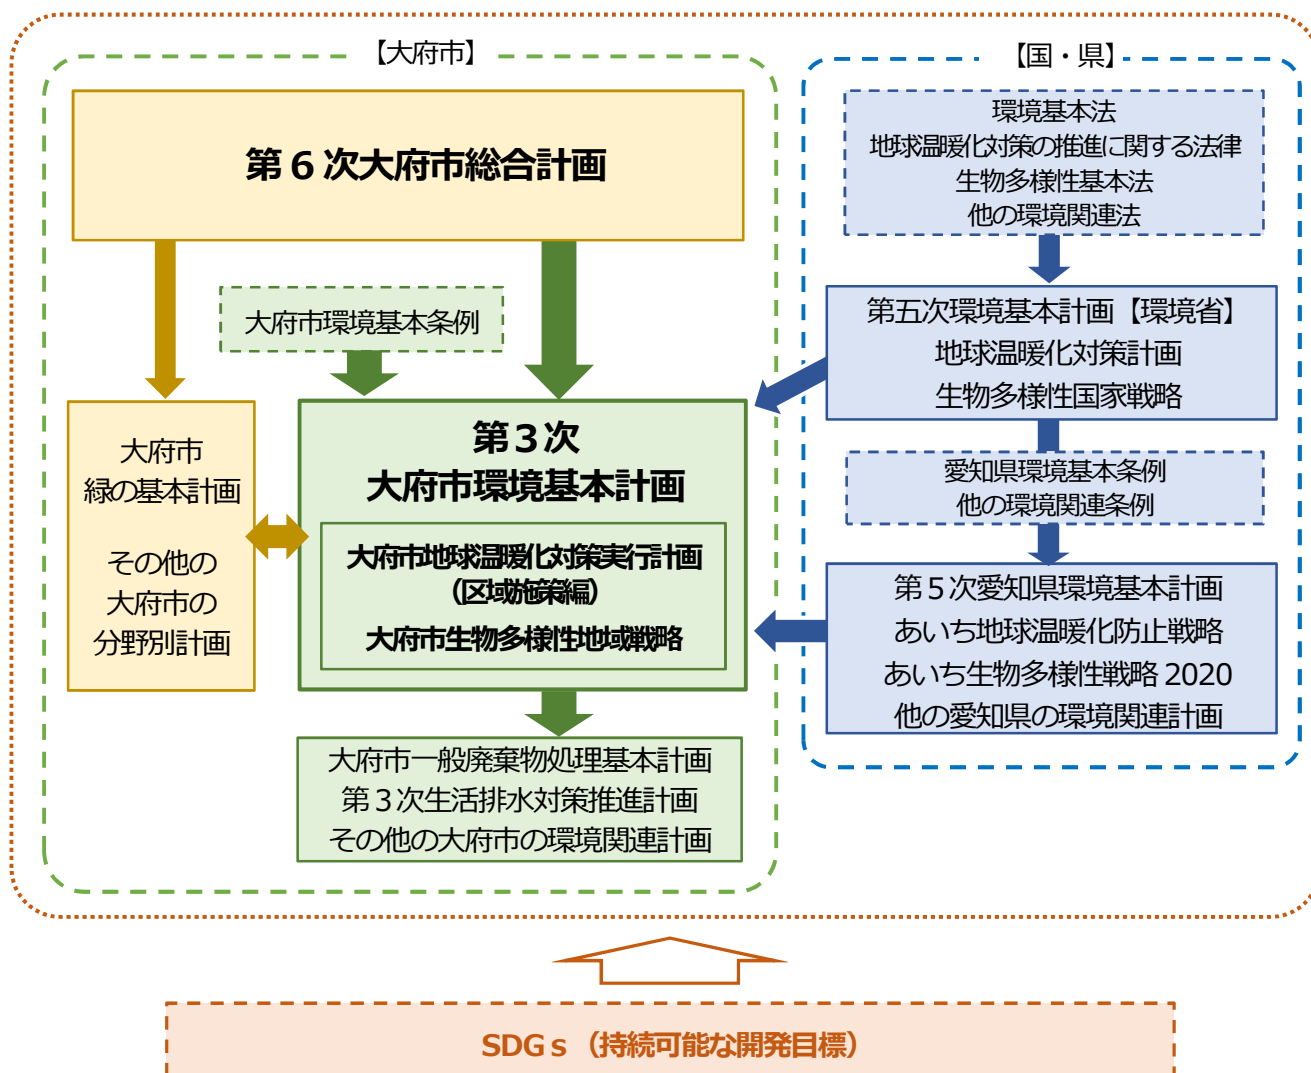 【大府市】
第6次大府市総合計画
大府市環境基本条例
大府市
緑の基本計画
その他の
大府市の
分野別計画
第3次
大府市環境基本計画
大府市地球温暖化対策実行計画
（区域施策編）
大府市生物多様性地域戦略
大府市一般廃棄物処理基本計画
第3次生活排水対策推進計画
その他の大府市の環境関連計画
【国・県】
環境基本法
地球温暖化対策の推進に関する法律
生物多様性基本法
他の環境関連法
第五次環境基本計画【環境省】
地球温暖化対策計画
生物多様性国家戦略
愛知県環境基本条例
他の環境関連条例
第5次愛知県環境基本計画
あいち地球温暖化防止戦略
あいち生物多様性戦略 2020
他の愛知県の環境関連計画
SDGｓ（持続可能な開発目標）